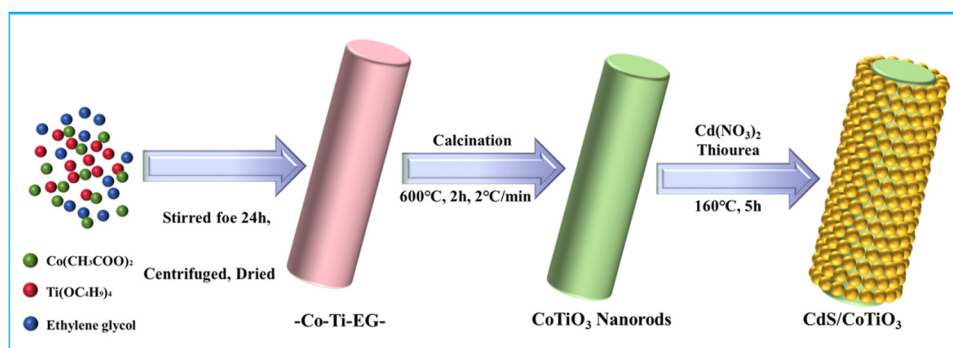 Stirred foe 24h,
Centrifuged, Dried
Co(CH₃COO)₂
Ti(OC₄H₉)₄
Ethylene glycol
-Co-Ti-EG-
Calcination
600℃, 2h, 2℃/min
CoTiO₃ Nanorods
Cd(NO₃)₂
Thiourea
160℃, 5h
CdS/CoTiO₃